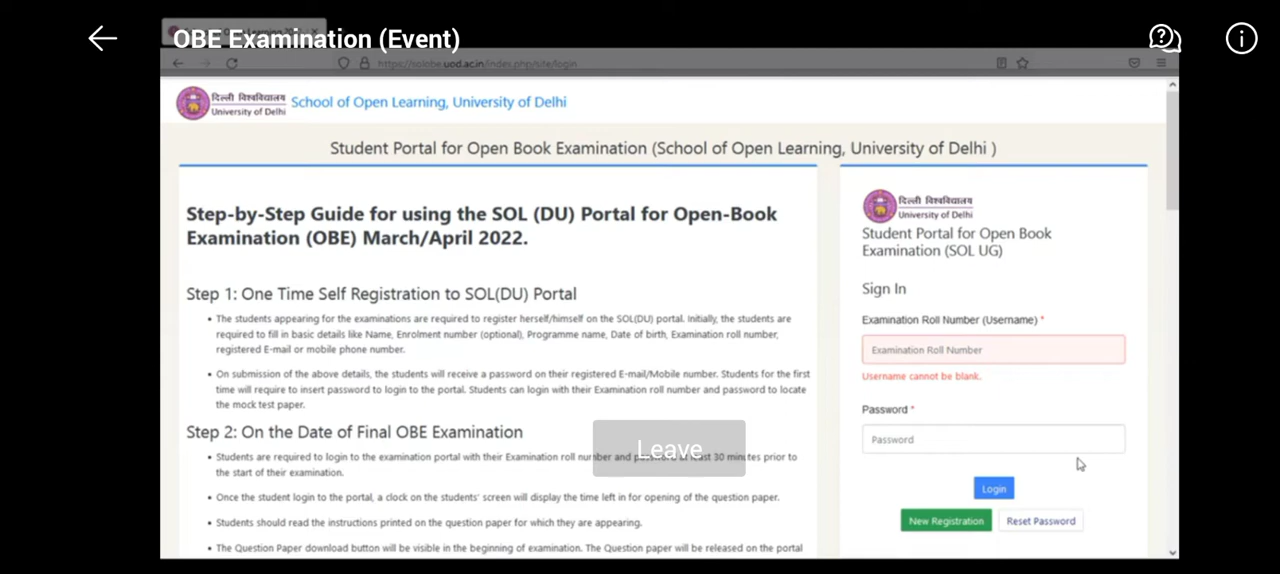 OBE Examination (Event)
https://solobe.uod.ac.in/index.php/site/login
दिल्ली विश्वविद्यालय
University of Delhi
School of Open Learning, University of Delhi
Student Portal for Open Book Examination (School of Open Learning, University of Delhi )
Step-by-Step Guide for using the SOL (DU) Portal for Open-Book
Examination (OBE) March/April 2022.
Step 1: One Time Self Registration to SOL(DU) Portal
• The students appearing for the examinations are required to register herself/himself on the SOL(DU) portal. Initially, the students are
required to fill in basic details like Name, Enrolment number (optional), Programme name, Date of birth, Examination roll number,
registered E-mail or mobile phone number.
• On submission of the above details, the students will receive a password on their registered E-mail/Mobile number. Students for the first
time will require to insert password to login to the portal. Students can login with their Examination roll number and password to locate
the mock test paper.
Step 2: On the Date of Final OBE Examination
• Students are required to login to the examination portal with their Examination roll number and password at least 30 minutes prior to
the start of their examination.
• Once the student login to the portal, a clock on the students' screen will display the time left in for opening of the question paper.
• Students should read the instructions printed on the question paper for which they are appearing.
• The Question Paper download button will be visible in the beginning of examination. The Question paper will be released on the portal
Leave
दिल्ली विश्वविद्यालय
University of Delhi
Student Portal for Open Book
Examination (SOL UG)
Sign In
Examination Roll Number (Username) *
Examination Roll Number
Username cannot be blank.
Password *
Password
Login
New Registration
Reset Password